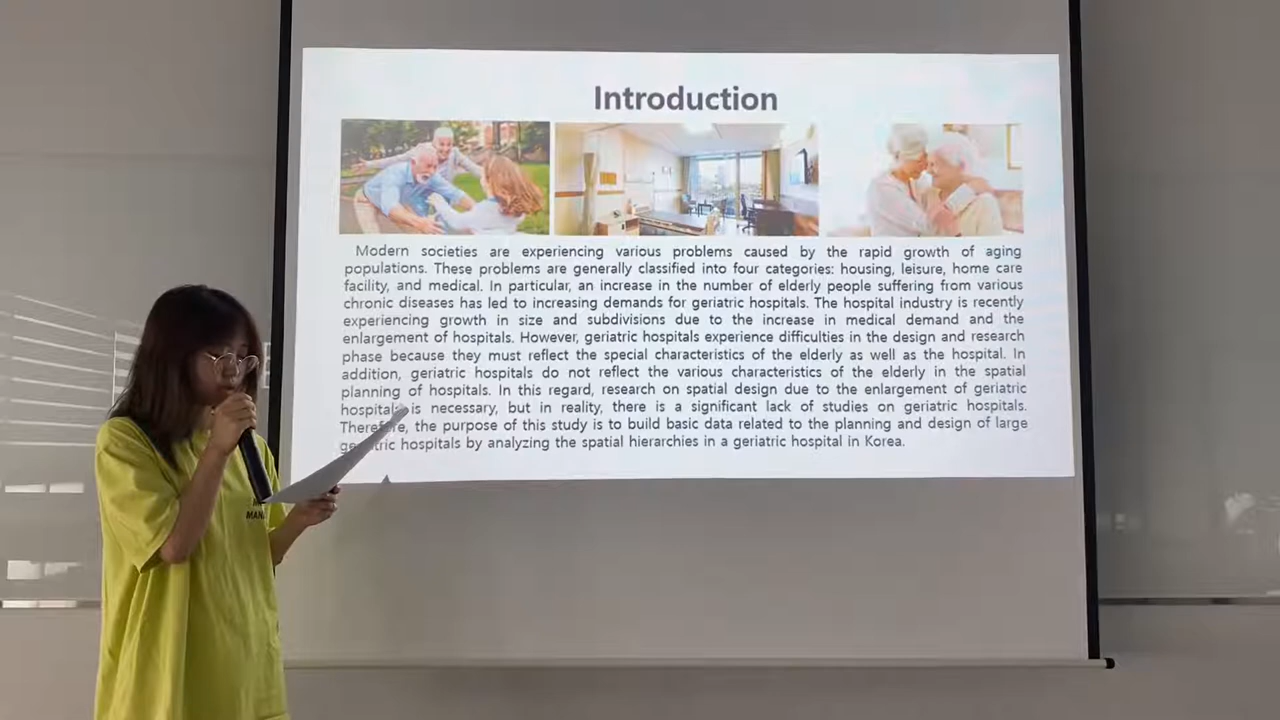 Introduction
Modern societies are experiencing various problems caused by the rapid growth of aging
populations. These problems are generally classified into four categories: housing, leisure, home care
facility, and medical. In particular, an increase in the number of elderly people suffering from various
chronic diseases has led to increasing demands for geriatric hospitals. The hospital industry is recently
experiencing growth in size and subdivisions due to the increase in medical demand and the
enlargement of hospitals. However, geriatric hospitals experience difficulties in the design and research
phase because they must reflect the special characteristics of the elderly as well as the hospital. In
addition, geriatric hospitals do not reflect the various characteristics of the elderly in the spatial
planning of hospitals. In this regard, research on spatial design due to the enlargement of geriatric
hospitals is necessary, but in reality, there is a significant lack of studies on geriatric hospitals.
Therefore, the purpose of this study is to build basic data related to the planning and design of large
geriatric hospitals by analyzing the spatial hierarchies in a geriatric hospital in Korea.